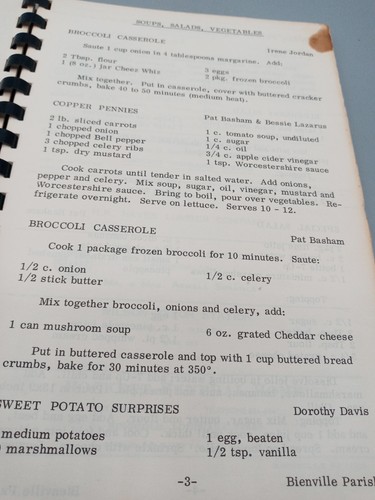 SOUPS, SALADS, VEGETABLES
BROCCOLI CASSEROLE Irene Jordan
Saute 1 cup onion in 4 tablespoons margarine. Add:
2 Tbsp. flour 3 eggs
1 (8 oz.) Jar Cheez Whiz 2 pkg. frozen broccoli
Mix together. Put in casserole, cover with buttered cracker
crumbs, bake 40 to 50 minutes (medium heat).
COPPER PENNIES Pat Basham & Bessie Lazarus
2 lb. sliced carrots 1 c. tomato soup, undiluted
1 chopped onion 1 c. sugar
1 chopped Bell pepper 1/4 c. oil
3 chopped celery ribs 3/4 c. apple cider vinegar
1 tsp. dry mustard 1 tsp. Worcestershire sauce
Cook carrots until tender in salted water. Add onions,
pepper and celery. Mix soup, sugar, oil, vinegar, mustard and
Worcestershire sauce. Bring to boil, pour over vegetables. Re-
frigerate overnight. Serve on lettuce. Serves 10 - 12.
BROCCOLI CASSEROLE Pat Basham
Cook 1 package frozen broccoli for 10 minutes. Saute:
1/2 c. onion 1/2 c. celery
1/2 stick butter
Mix together broccoli, onions and celery, add:
1 can mushroom soup 6 oz. grated Cheddar cheese
Put in buttered casserole and top with 1 cup buttered bread
crumbs, bake for 30 minutes at 350°.
SWEET POTATO SURPRISES Dorothy Davis
medium potatoes 1 egg, beaten
marshmallows 1/2 tsp. vanilla
-3- Bienville Parish